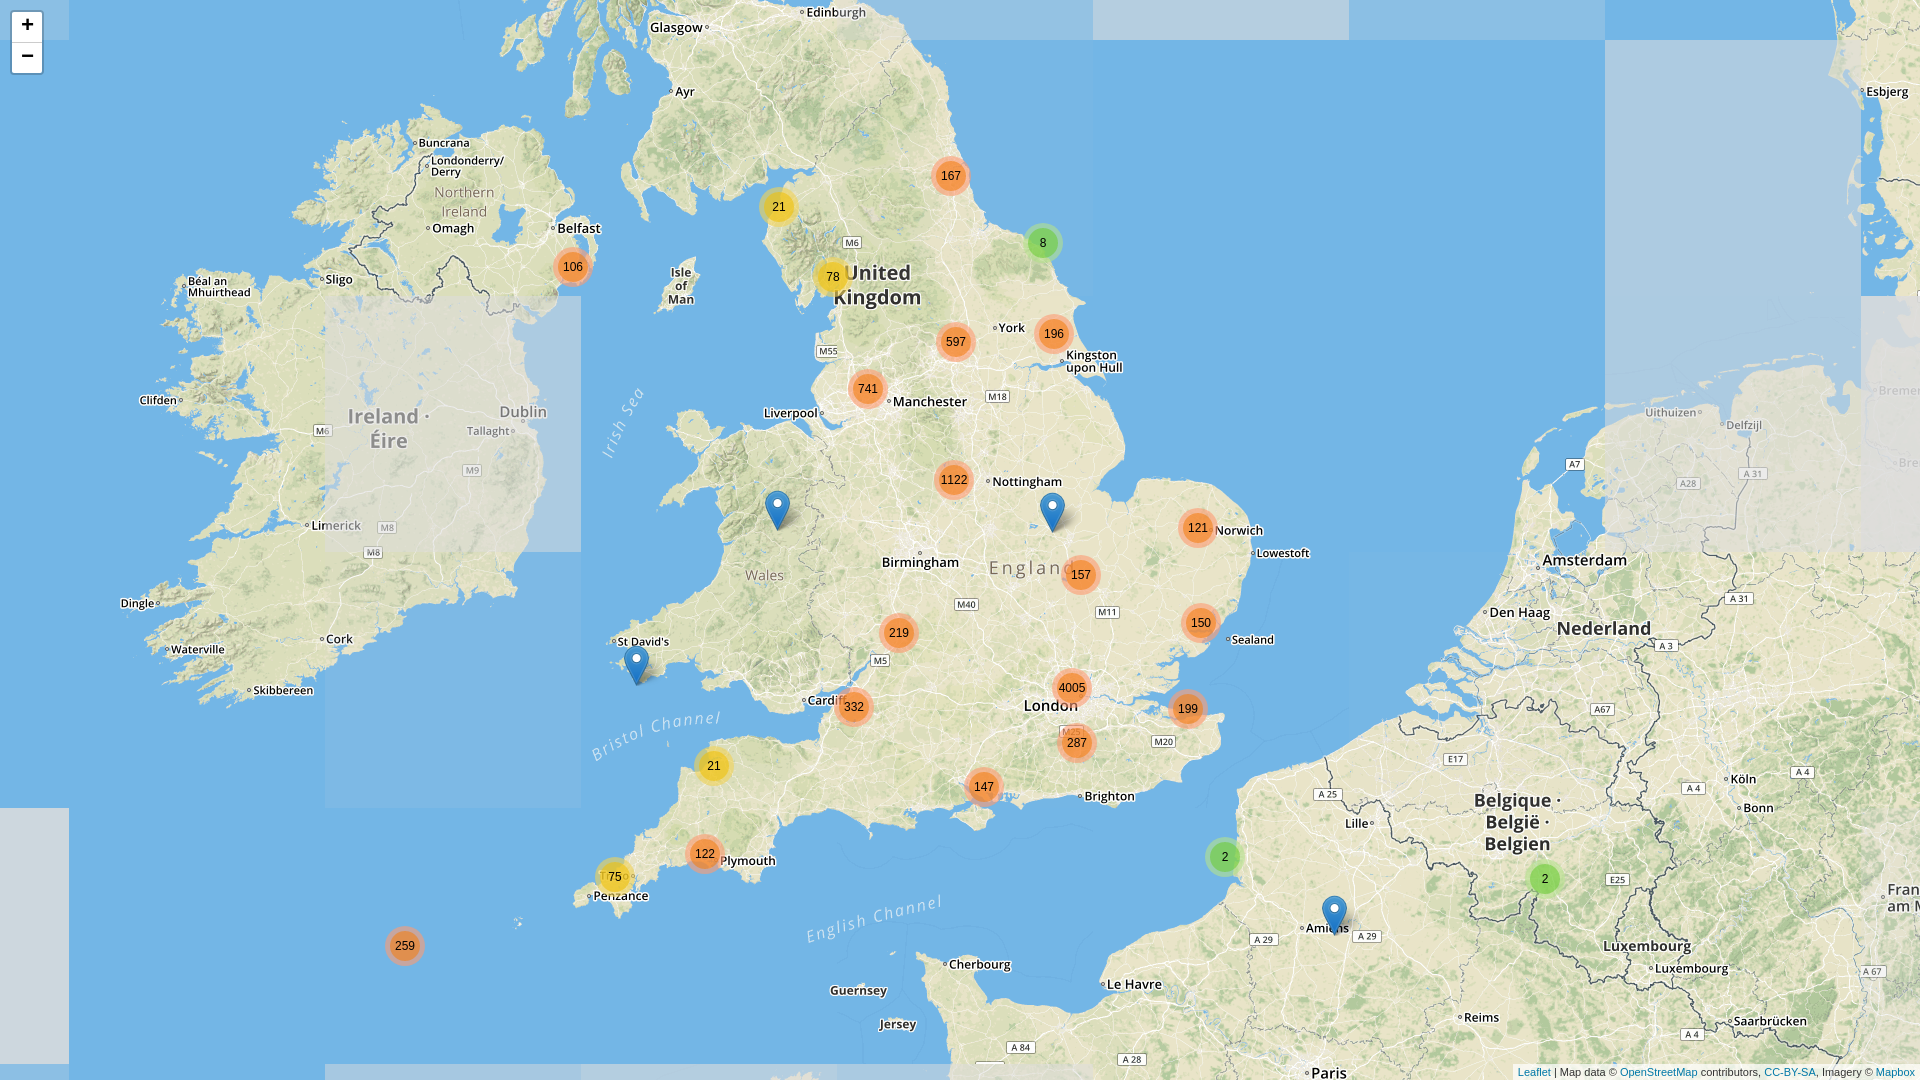 +
−
Edinburgh
Glasgow
Ayr
Esbjerg
Buncrana
Londonderry/
Derry
167
Northern
Ireland
21
Omagh
Belfast
8
M6
106
Isle
of
Man
78
United
Kingdom
Sligo
Béal an
Mhuirthead
York
196
597
M55
Kingston
upon Hull
741
M18
Bremen
Clifden
Manchester
Liverpool
Ireland ·
Éire
Dublin
Tallaght
M6
Irish Sea
Uithuizen
Delfzijl
A7
A 31
M9
A28
1122
Nottingham
Limerick
M8
121
Norwich
M8
Lowestoft
Birmingham
England
157
Amsterdam
Wales
Dingle
M40
M11
A 31
Den Haag
150
Nederland
219
Cork
St David's
Sealand
Waterville
M5
A 3
Skibbereen
4005
Cardiff
332
London
199
A67
Bristol Channel
M25
287
M20
E17
21
A 4
Köln
147
Brighton
A 25
A 4
Bonn
Belgique ·
België ·
Belgien
Lille
122
Plymouth
2
75
2
E25
Penzance
English Channel
Fran
am M
Amiens
A 29
A 29
259
Luxembourg
Cherbourg
Luxembourg
A 67
Le Havre
Guernsey
Jersey
Reims
Saarbrücken
A 4
A 84
A 28
Paris
Leaflet | Map data © OpenStreetMap contributors, CC-BY-SA, Imagery © Mapbox